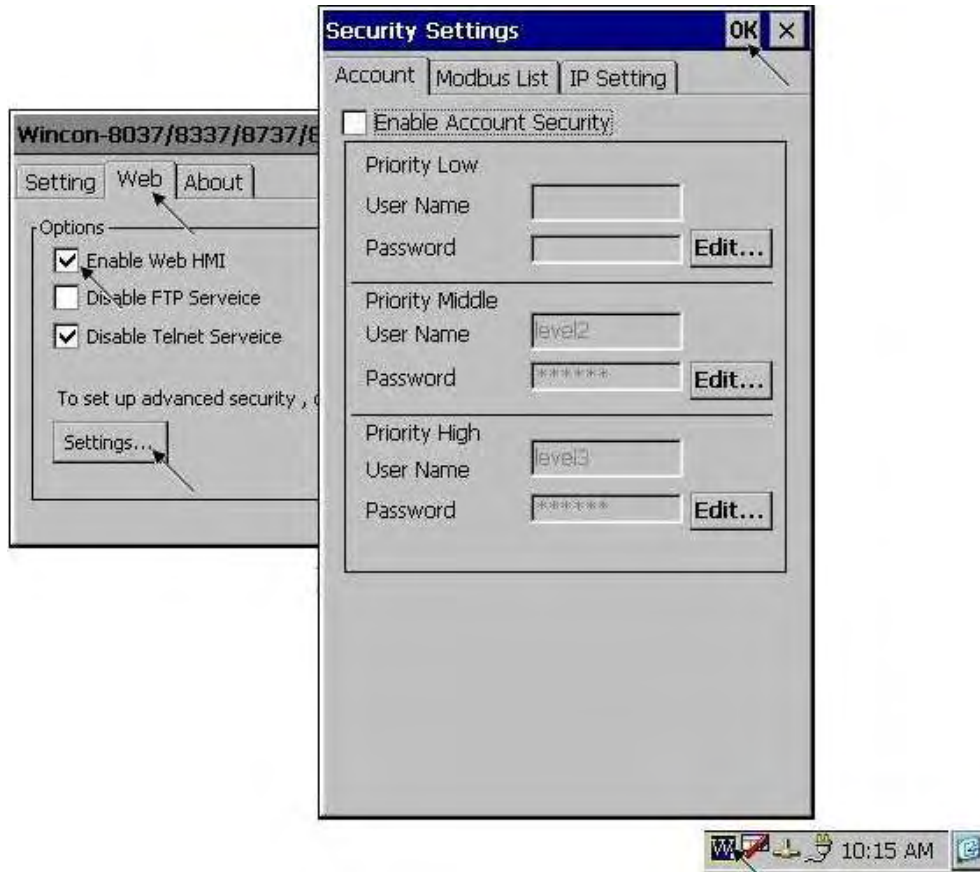 Wincon-8037/8337/8737/8
Setting Web About
Options
Enable Web HMI
Disable FTP Serveice
Disable Telnet Serveice
To set up advanced security ,
Settings...
Security Settings OK ×
Account Modbus List IP Setting
Enable Account Security
Priority Low
User Name
Password Edit...
Priority Middle
User Name level2
Password ****** Edit...
Priority High
User Name level3
Password ****** Edit...
W 10:15 AM